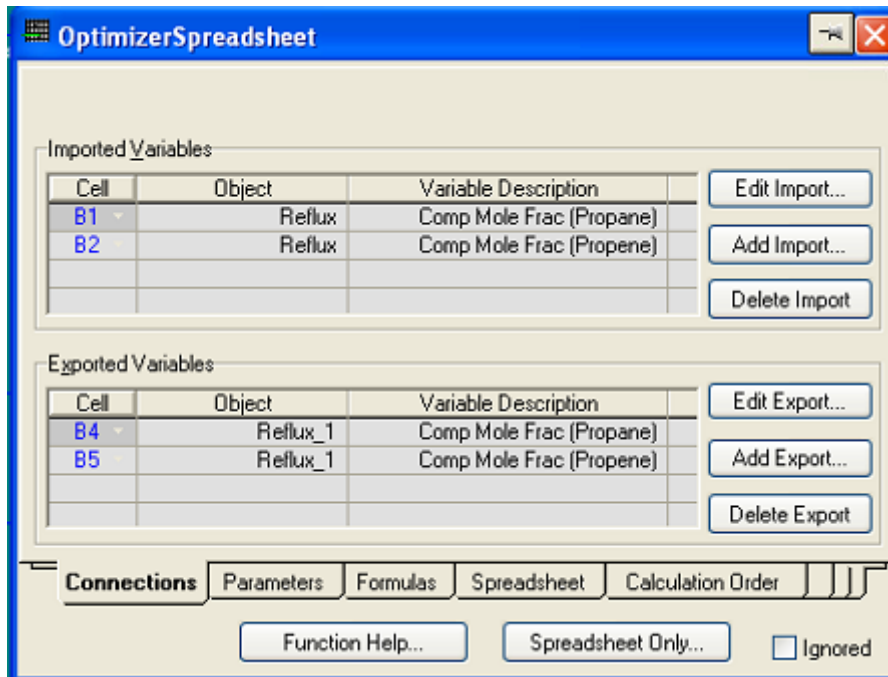 OptimizerSpreadsheet
Imported Variables
Cell Object Variable Description
B1 Reflux Comp Mole Frac (Propane)
B2 Reflux Comp Mole Frac (Propene)
Edit Import...
Add Import...
Delete Import
Exported Variables
Cell Object Variable Description
B4 Reflux_1 Comp Mole Frac (Propane)
B5 Reflux_1 Comp Mole Frac (Propene)
Edit Export...
Add Export...
Delete Export
Connections Parameters Formulas Spreadsheet Calculation Order
Function Help... Spreadsheet Only... Ignored